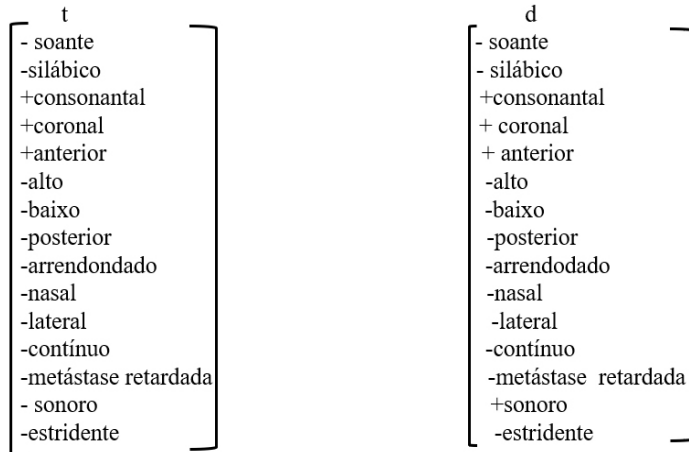 t
- soante
-silábico
+consonantal
+coronal
+anterior
-alto
-baixo
-posterior
-arrendondado
-nasal
-lateral
-contínuo
-metástase retardada
- sonoro
-estridente
d
- soante
- silábico
+consonantal
+ coronal
+ anterior
-alto
-baixo
-posterior
-arrendodado
-nasal
-lateral
-contínuo
-metástase retardada
+sonoro
-estridente